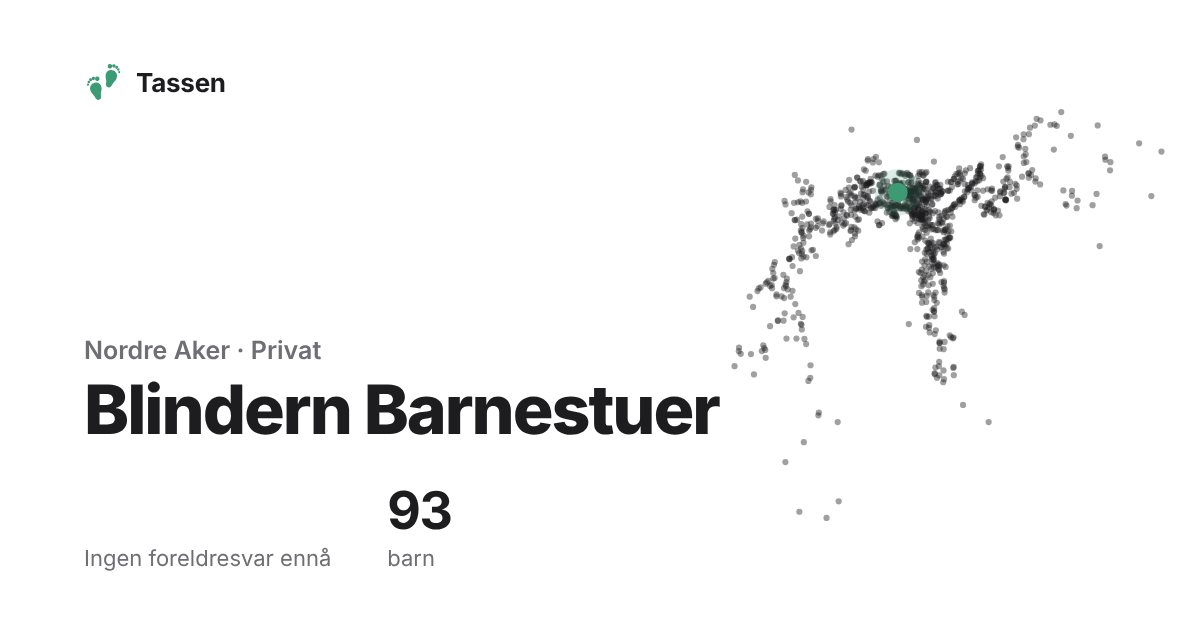 Tassen
Nordre Aker · Privat
Blindern Barnestuer
93
Ingen foreldresvar ennå
barn